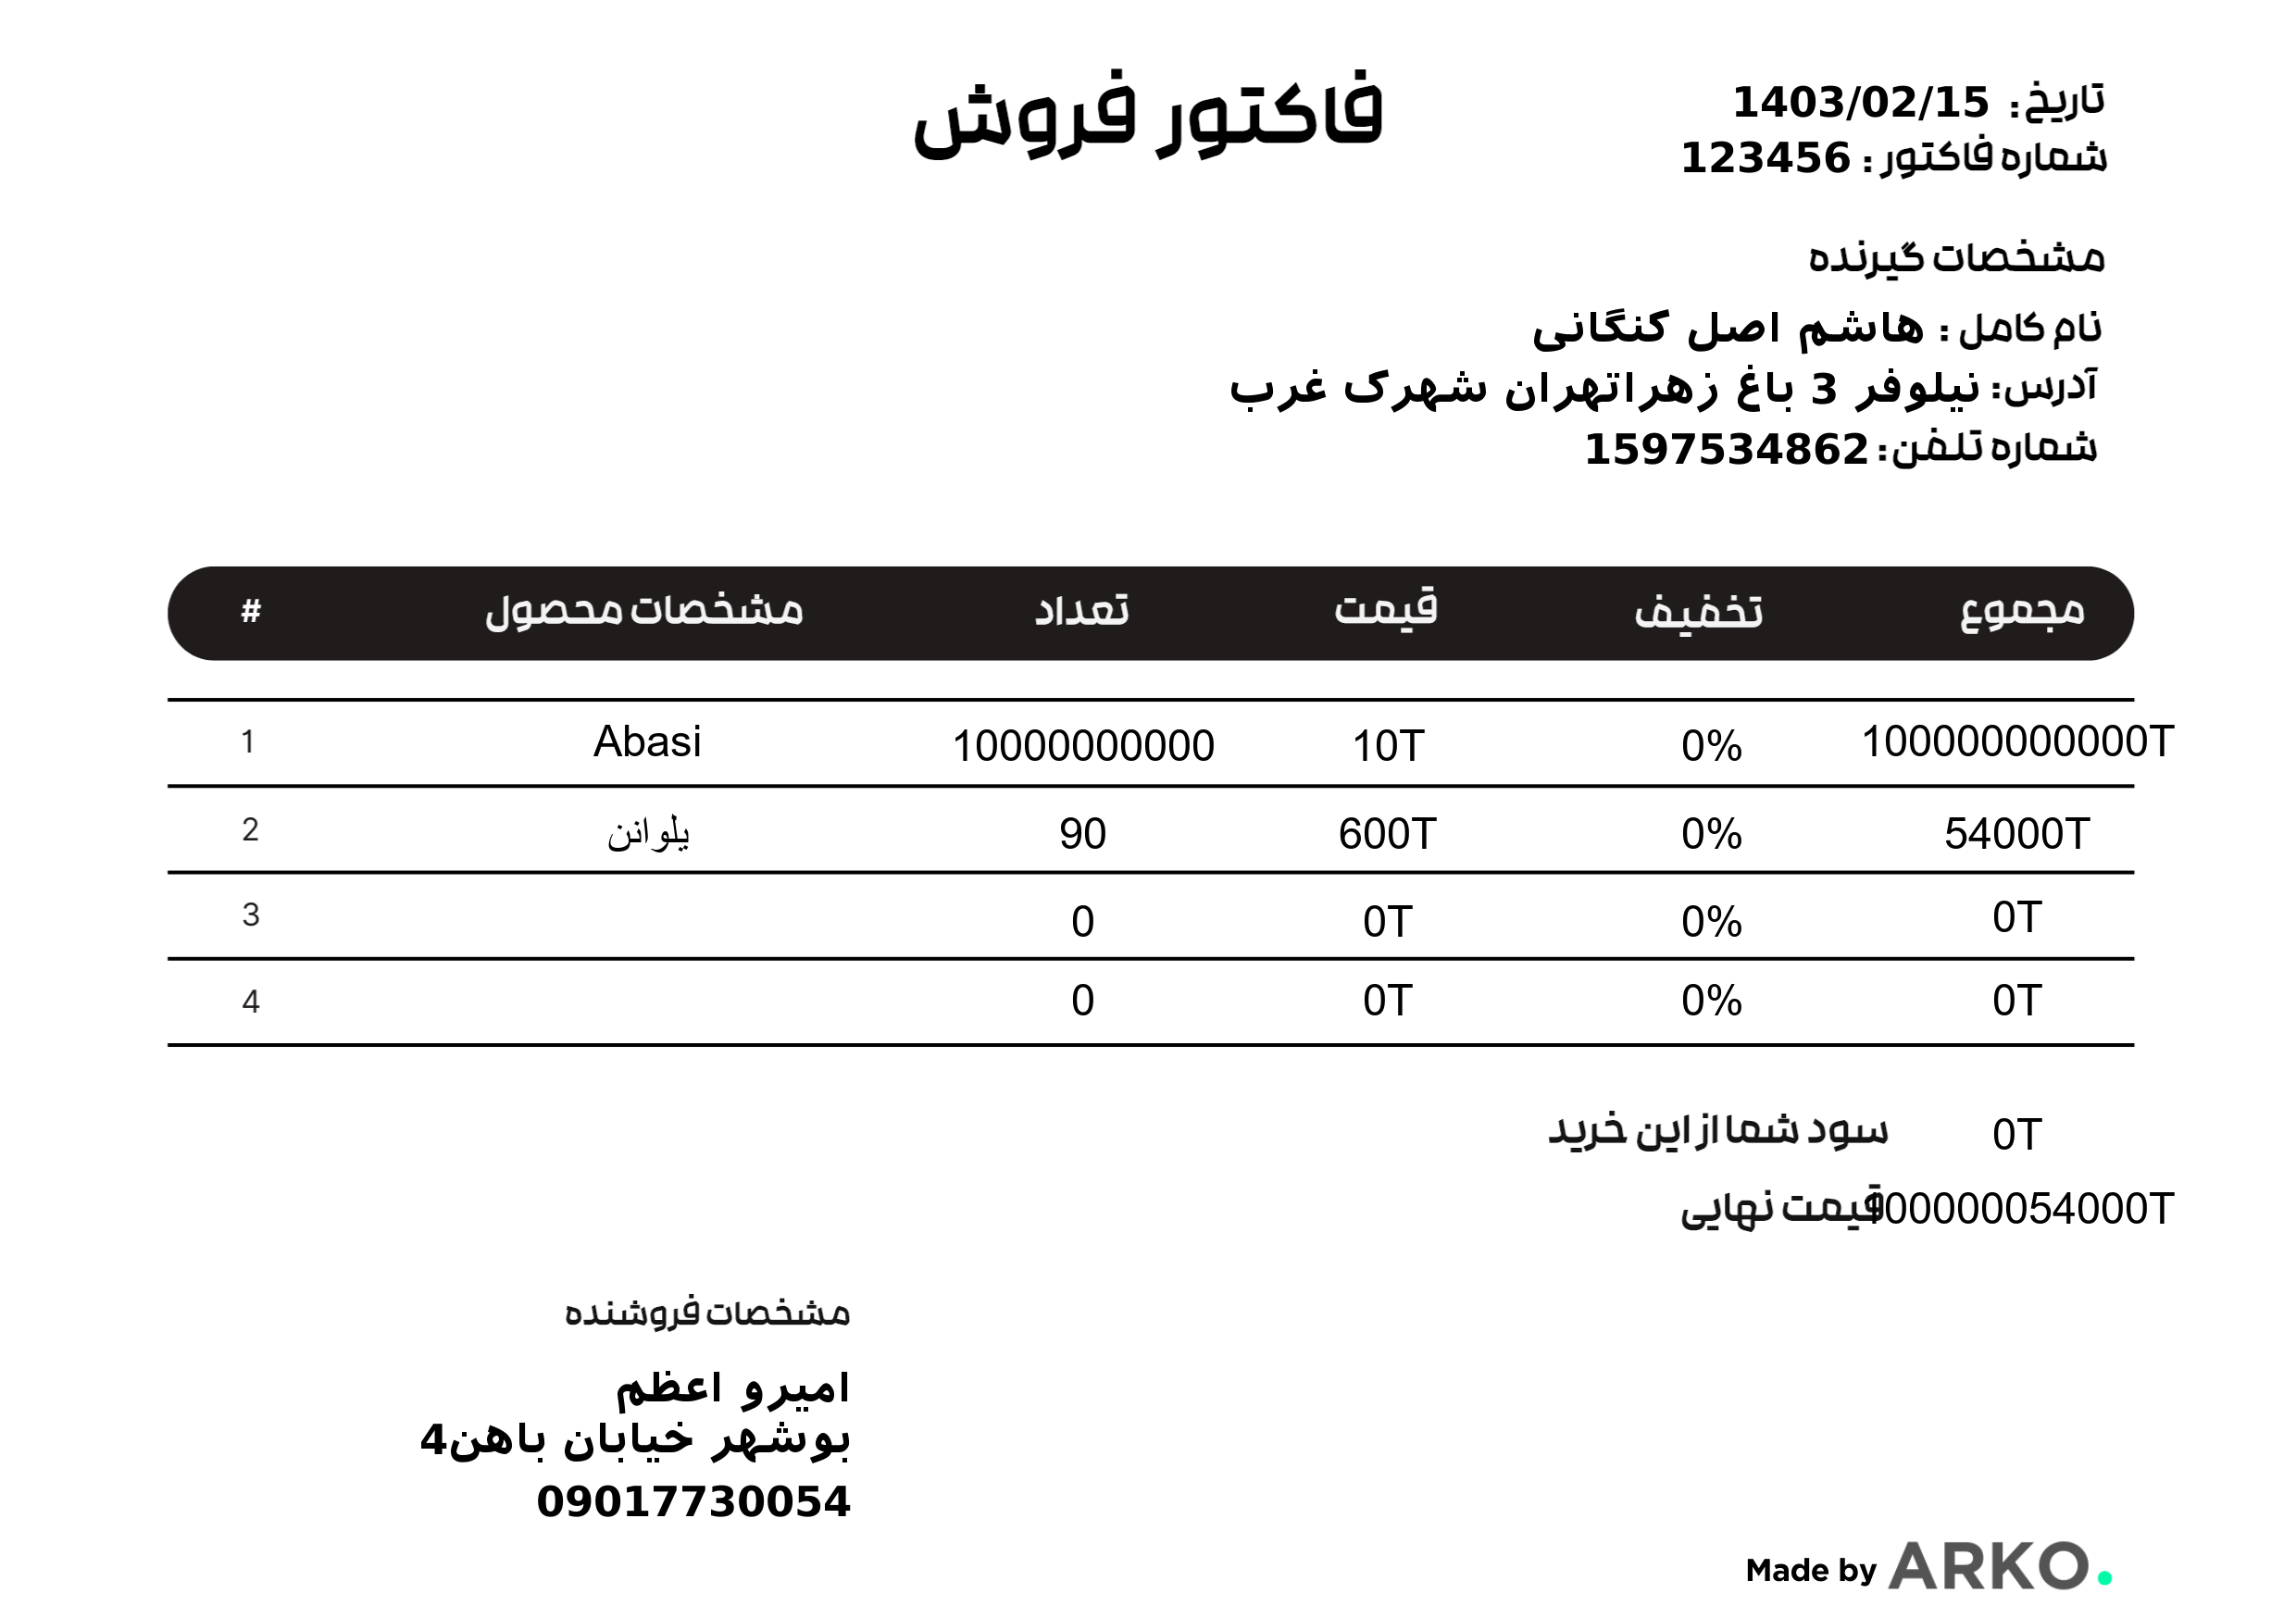 فاکتور فروش
تاریخ: 1403/02/15
شماره فاکتور: 123456
مشخصات گیرنده
نام کامل: هاشم اصل کنگانی
آدرس: نیلوفر 3 باغ زهراتهران شهرک غرب
شماره تلفن: 1597534862
# مشخصات محصول تعداد قیمت تخفیف مجموع
1 Abasi 10000000000 10T 0% 100000000000T
2 یلوانن 90 600T 0% 54000T
3 0 0T 0% 0T
4 0 0T 0% 0T
سود شما از این خرید 0T
قیمت نهایی 100000054000T
مشخصات فروشنده
امیرو اعظم
بوشهر خیابان باهن4
09017730054
Made by ARKO.